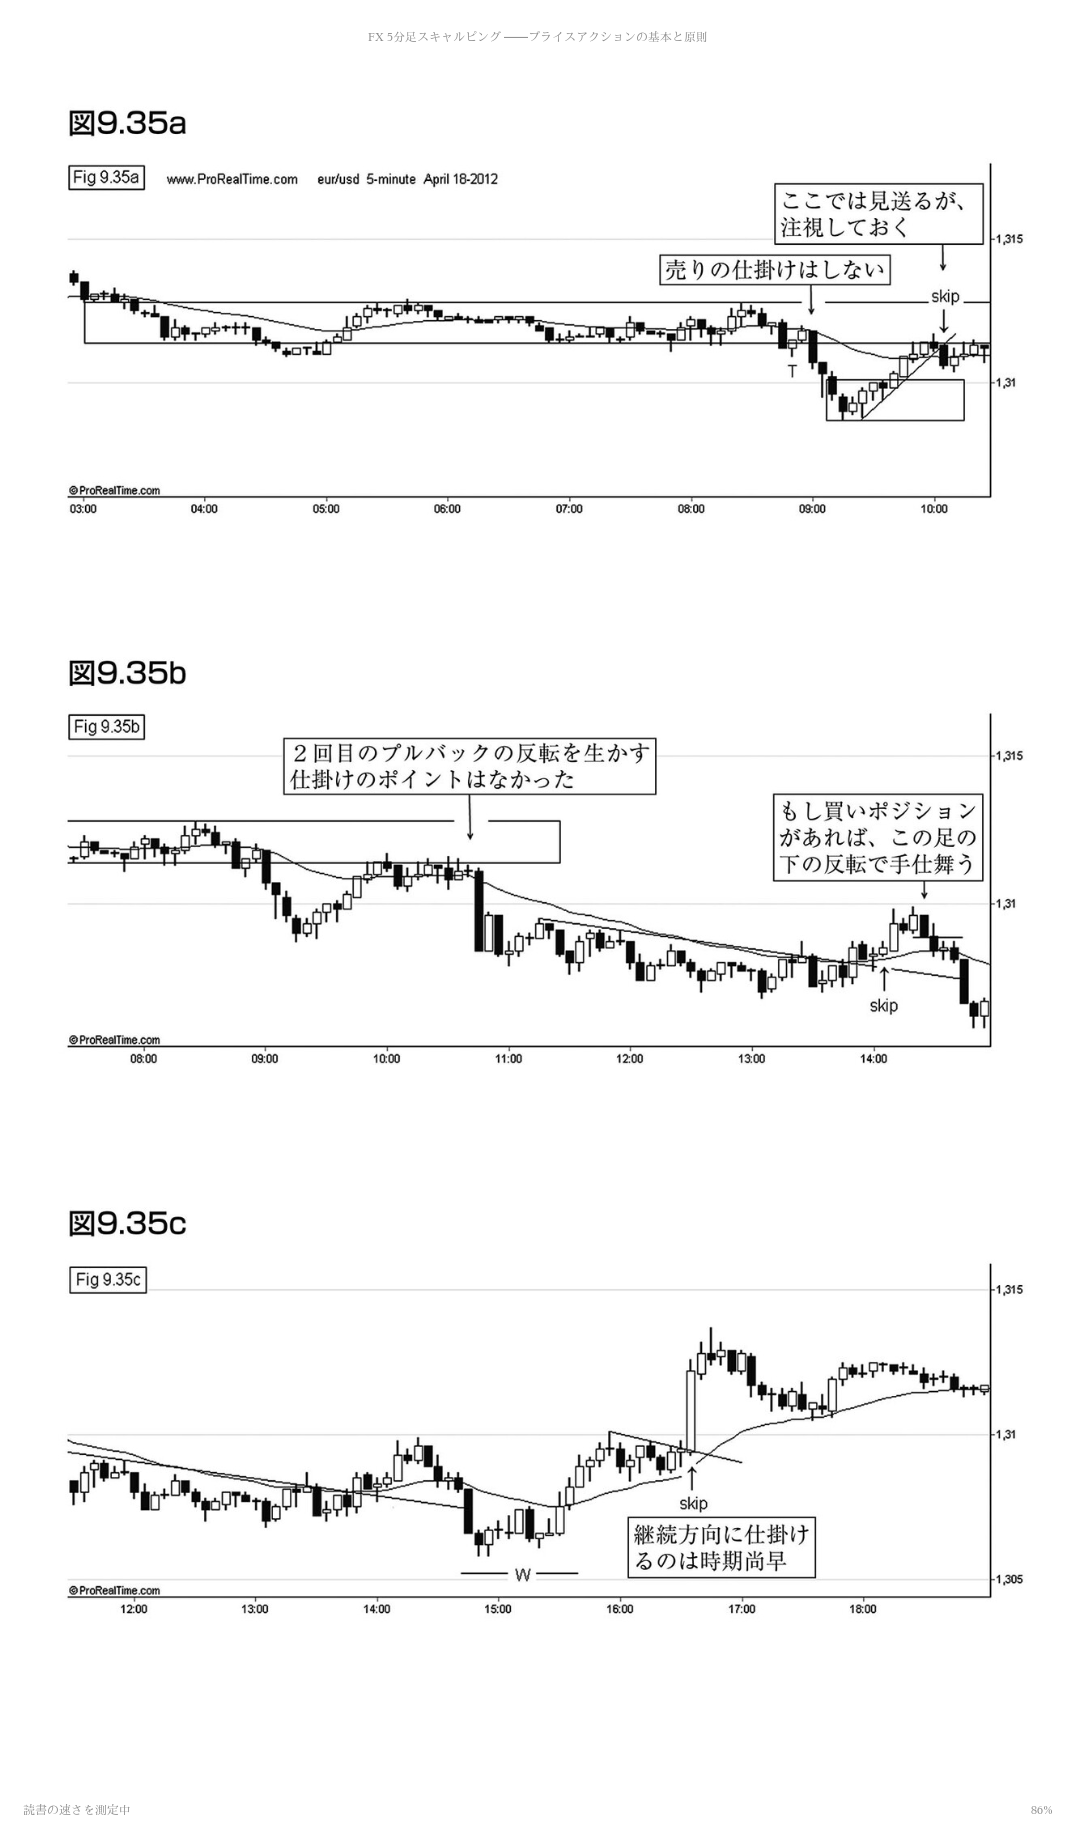 FX 5分足スキャルピング ――プライスアクションの基本と原則
図9.35a
Fig 9.35a
www.ProRealTime.com eur/usd 5-minute April 18-2012
ここでは見送るが、
注視しておく
1,315
売りの仕掛けはしない
skip
T
1,31
©ProRealTime.com
03:00 04:00 05:00 06:00 07:00 08:00 09:00 10:00
図9.35b
Fig 9.35b
2回目のプルバックの反転を生かす
仕掛けのポイントはなかった
1,315
もし買いポジション
があれば、この足の
下の反転で手仕舞う
1,31
skip
©ProRealTime.com
08:00 09:00 10:00 11:00 12:00 13:00 14:00
図9.35c
Fig 9.35c
1,315
1,31
skip
継続方向に仕掛け
るのは時期尚早
W
1,305
©ProRealTime.com
12:00 13:00 14:00 15:00 16:00 17:00 18:00
読書の速さを測定中
86%